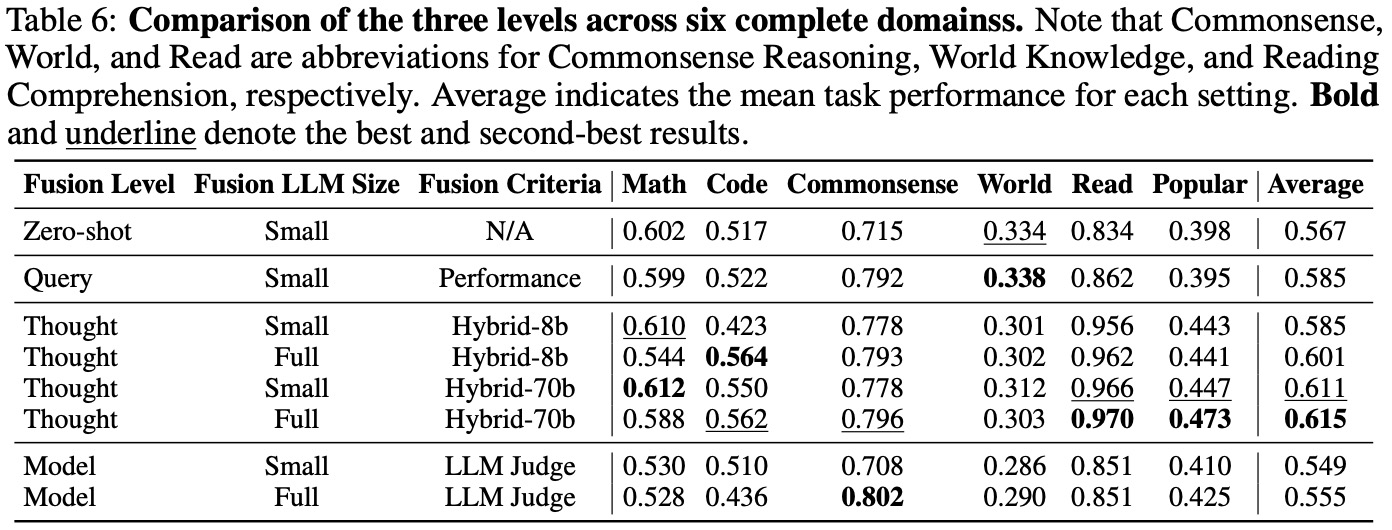 Table 6: Comparison of the three levels across six complete domainss. Note that Commonsense,
World, and Read are abbreviations for Commonsense Reasoning, World Knowledge, and Reading
Comprehension, respectively. Average indicates the mean task performance for each setting. Bold
and underline denote the best and second-best results.
Fusion Level Fusion LLM Size Fusion Criteria Math Code Commonsense World Read Popular Average
Zero-shot Small N/A 0.602 0.517 0.715 0.334 0.834 0.398 0.567
Query Small Performance 0.599 0.522 0.792 0.338 0.862 0.395 0.585
Thought Small Hybrid-8b 0.610 0.423 0.778 0.301 0.956 0.443 0.585
Thought Full Hybrid-8b 0.544 0.564 0.793 0.302 0.962 0.441 0.601
Thought Small Hybrid-70b 0.612 0.550 0.778 0.312 0.966 0.447 0.611
Thought Full Hybrid-70b 0.588 0.562 0.796 0.303 0.970 0.473 0.615
Model Small LLM Judge 0.530 0.510 0.708 0.286 0.851 0.410 0.549
Model Full LLM Judge 0.528 0.436 0.802 0.290 0.851 0.425 0.555